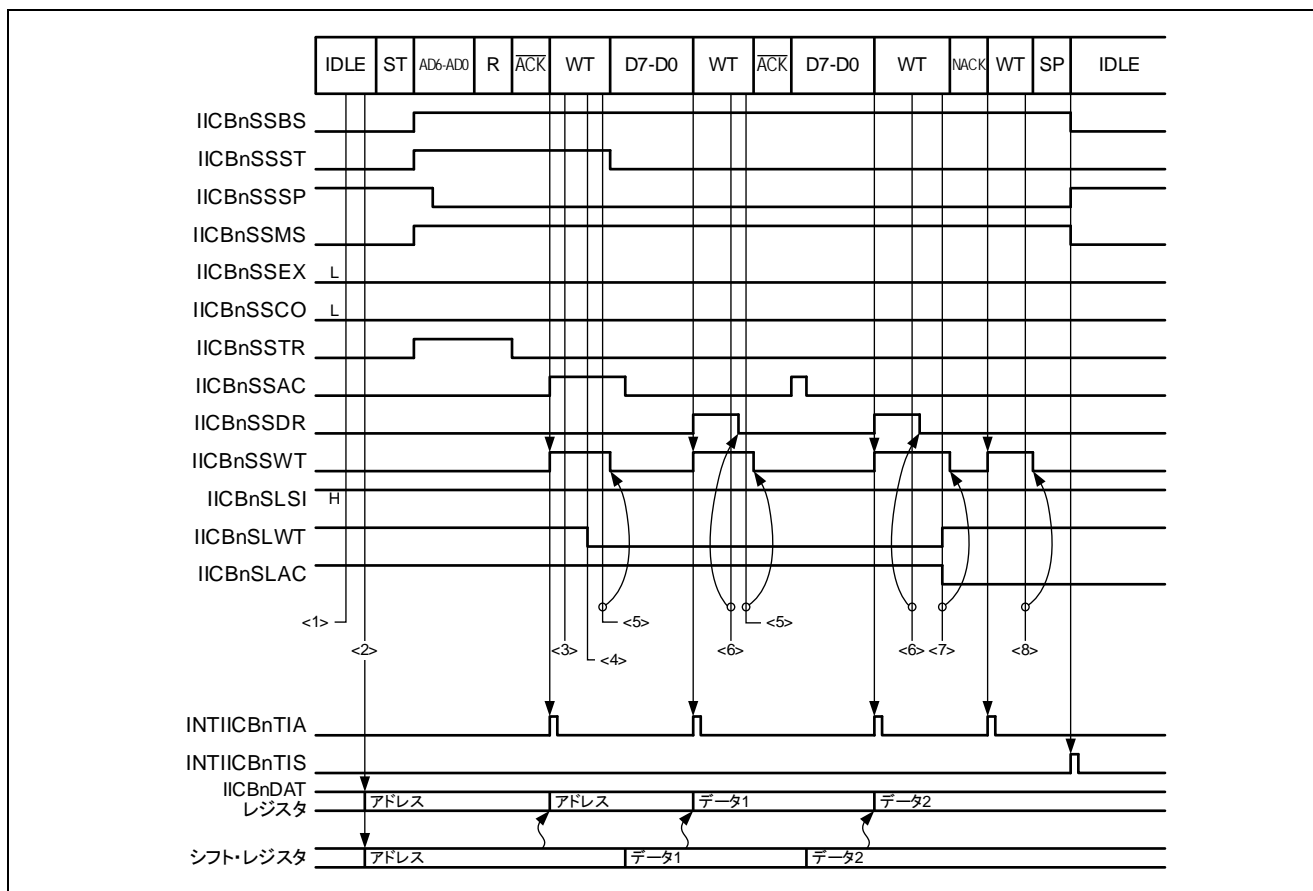 IDLE ST AD6-AD0 R ACK WT D7-D0 WT ACK D7-D0 WT NACK WT SP IDLE
IICBnSSBS
IICBnSSST
IICBnSSSP
IICBnSSMS
IICBnSSEX L
IICBnSSCO L
IICBnSSTR
IICBnSSAC
IICBnSSDR
IICBnSSWT
IICBnSLSI H
IICBnSLWT
IICBnSLAC
<1> <5> <5>
<2> <3> <6> <6> <7> <8>
<4>
INTIICBnTIA
INTIICBnTIS
IICBnDAT
レジスタ アドレス アドレス データ1 データ2
シフト・レジスタ アドレス データ1 データ2